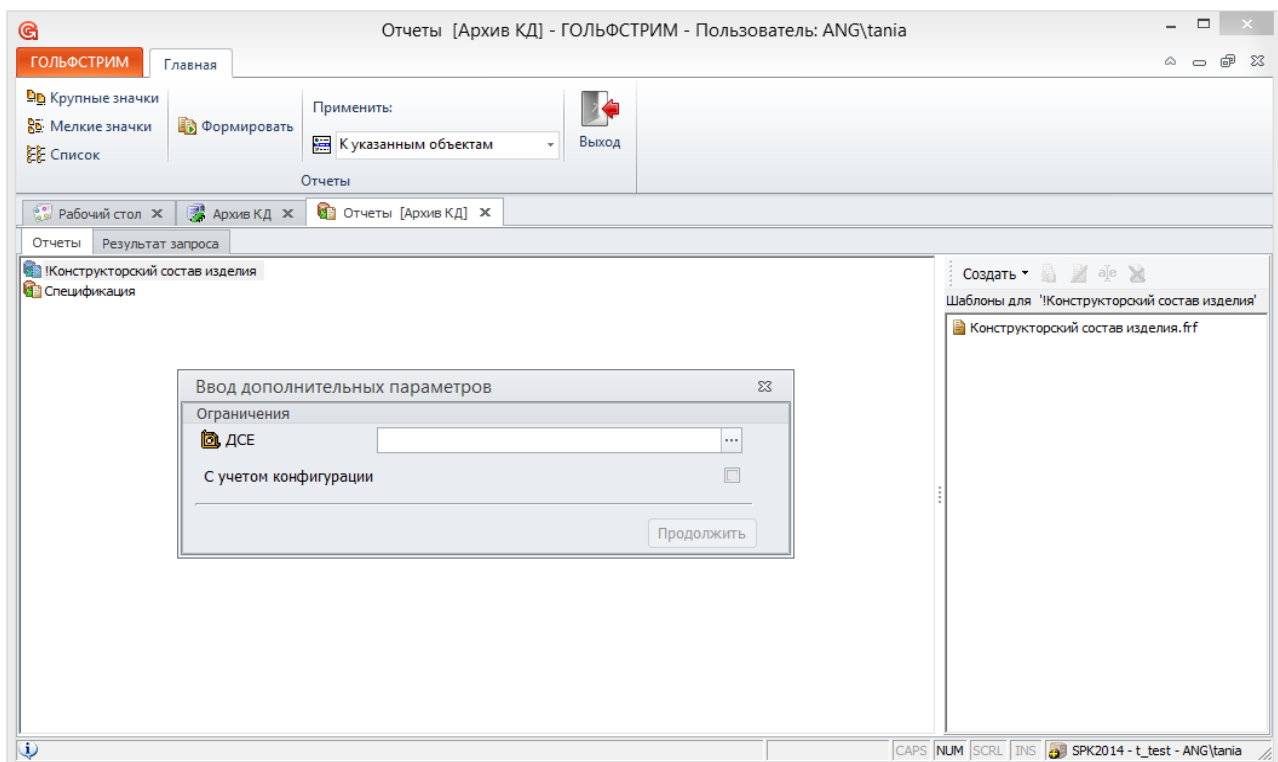 Отчеты [Архив КД] - ГОЛЬФСТРИМ - Пользователь: ANG\tania
ГОЛЬФСТРИМ Главная
Крупные значки
Мелкие значки
Список
Формировать
Применить:
К указанным объектам
Выход
Отчеты
Рабочий стол Архив КД Отчеты [Архив КД]
Отчеты Результат запроса
!Конструкторский состав изделия
Спецификация
Создать
Шаблоны для '!Конструкторский состав изделия'
Конструкторский состав изделия.frf
Ввод дополнительных параметров
Ограничения
ДСЕ
С учетом конфигурации
Продолжить
CAPS NUM SCRL INS SPK2014 - t_test - ANG\tania